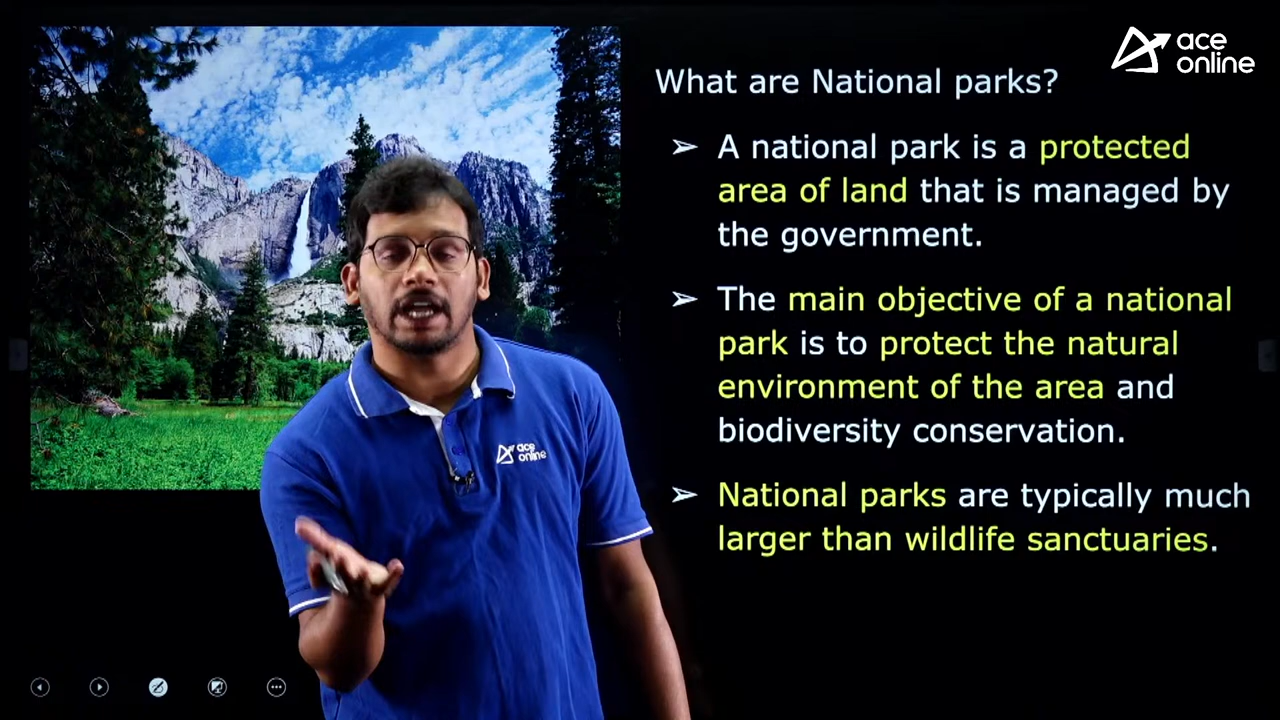 ace
online
What are National parks?
➢ A national park is a protected
area of land that is managed by
the government.
➢ The main objective of a national
park is to protect the natural
environment of the area and
biodiversity conservation.
➢ National parks are typically much
larger than wildlife sanctuaries.
ace
online